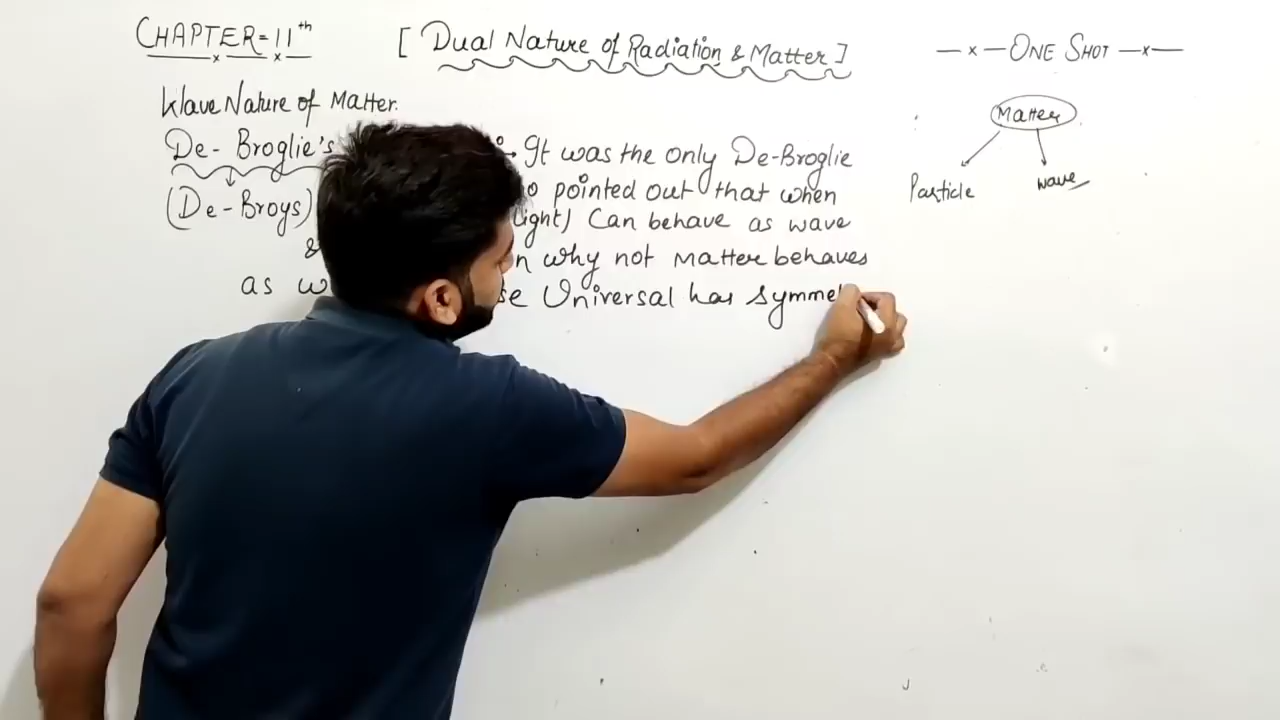 CHAPTER-11th
[ Dual Nature of Radiation & Matter ]
—x— ONE SHOT —x—
Wave Nature of Matter.
De-Broglie's
It was the only De-Broglie
(De-Broys)
pointed out that when
light) Can behave as wave
&
why not matter behaves
as
Universal has symme
Matter
Particle
wave